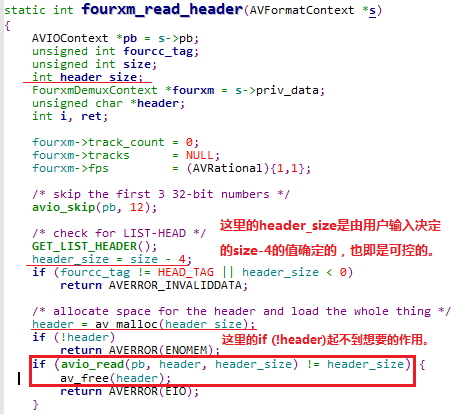 static int fourxm_read_header(AVFormatContext *s)
{
AVIOContext *pb = s->pb;
unsigned int fourcc_tag;
unsigned int size;
int header_size;
FourxmDemuxContext *fourxm = s->priv_data;
unsigned char *header;
int i, ret;
fourxm->track_count = 0;
fourxm->tracks = NULL;
fourxm->fps = (AVRational){1,1};
/* skip the first 3 32-bit numbers */
avio_skip(pb, 12);
/* check for LIST-HEAD */
这里的header_size是由用户输入决定
GET_LIST_HEADER();
的size-4的值确定的，也即是可控的。
header_size = size - 4;
if (fourcc_tag != HEAD_TAG || header_size < 0)
return AVERROR_INVALIDDATA;
/* allocate space for the header and load the whole thing */
header = av_malloc(header_size);
if (!header)
这里的if (!header)起不到想要的作用。
return AVERROR(ENOMEM);
if (avio_read(pb, header, header_size) != header_size) {
av_free(header);
return AVERROR(EIO);
}